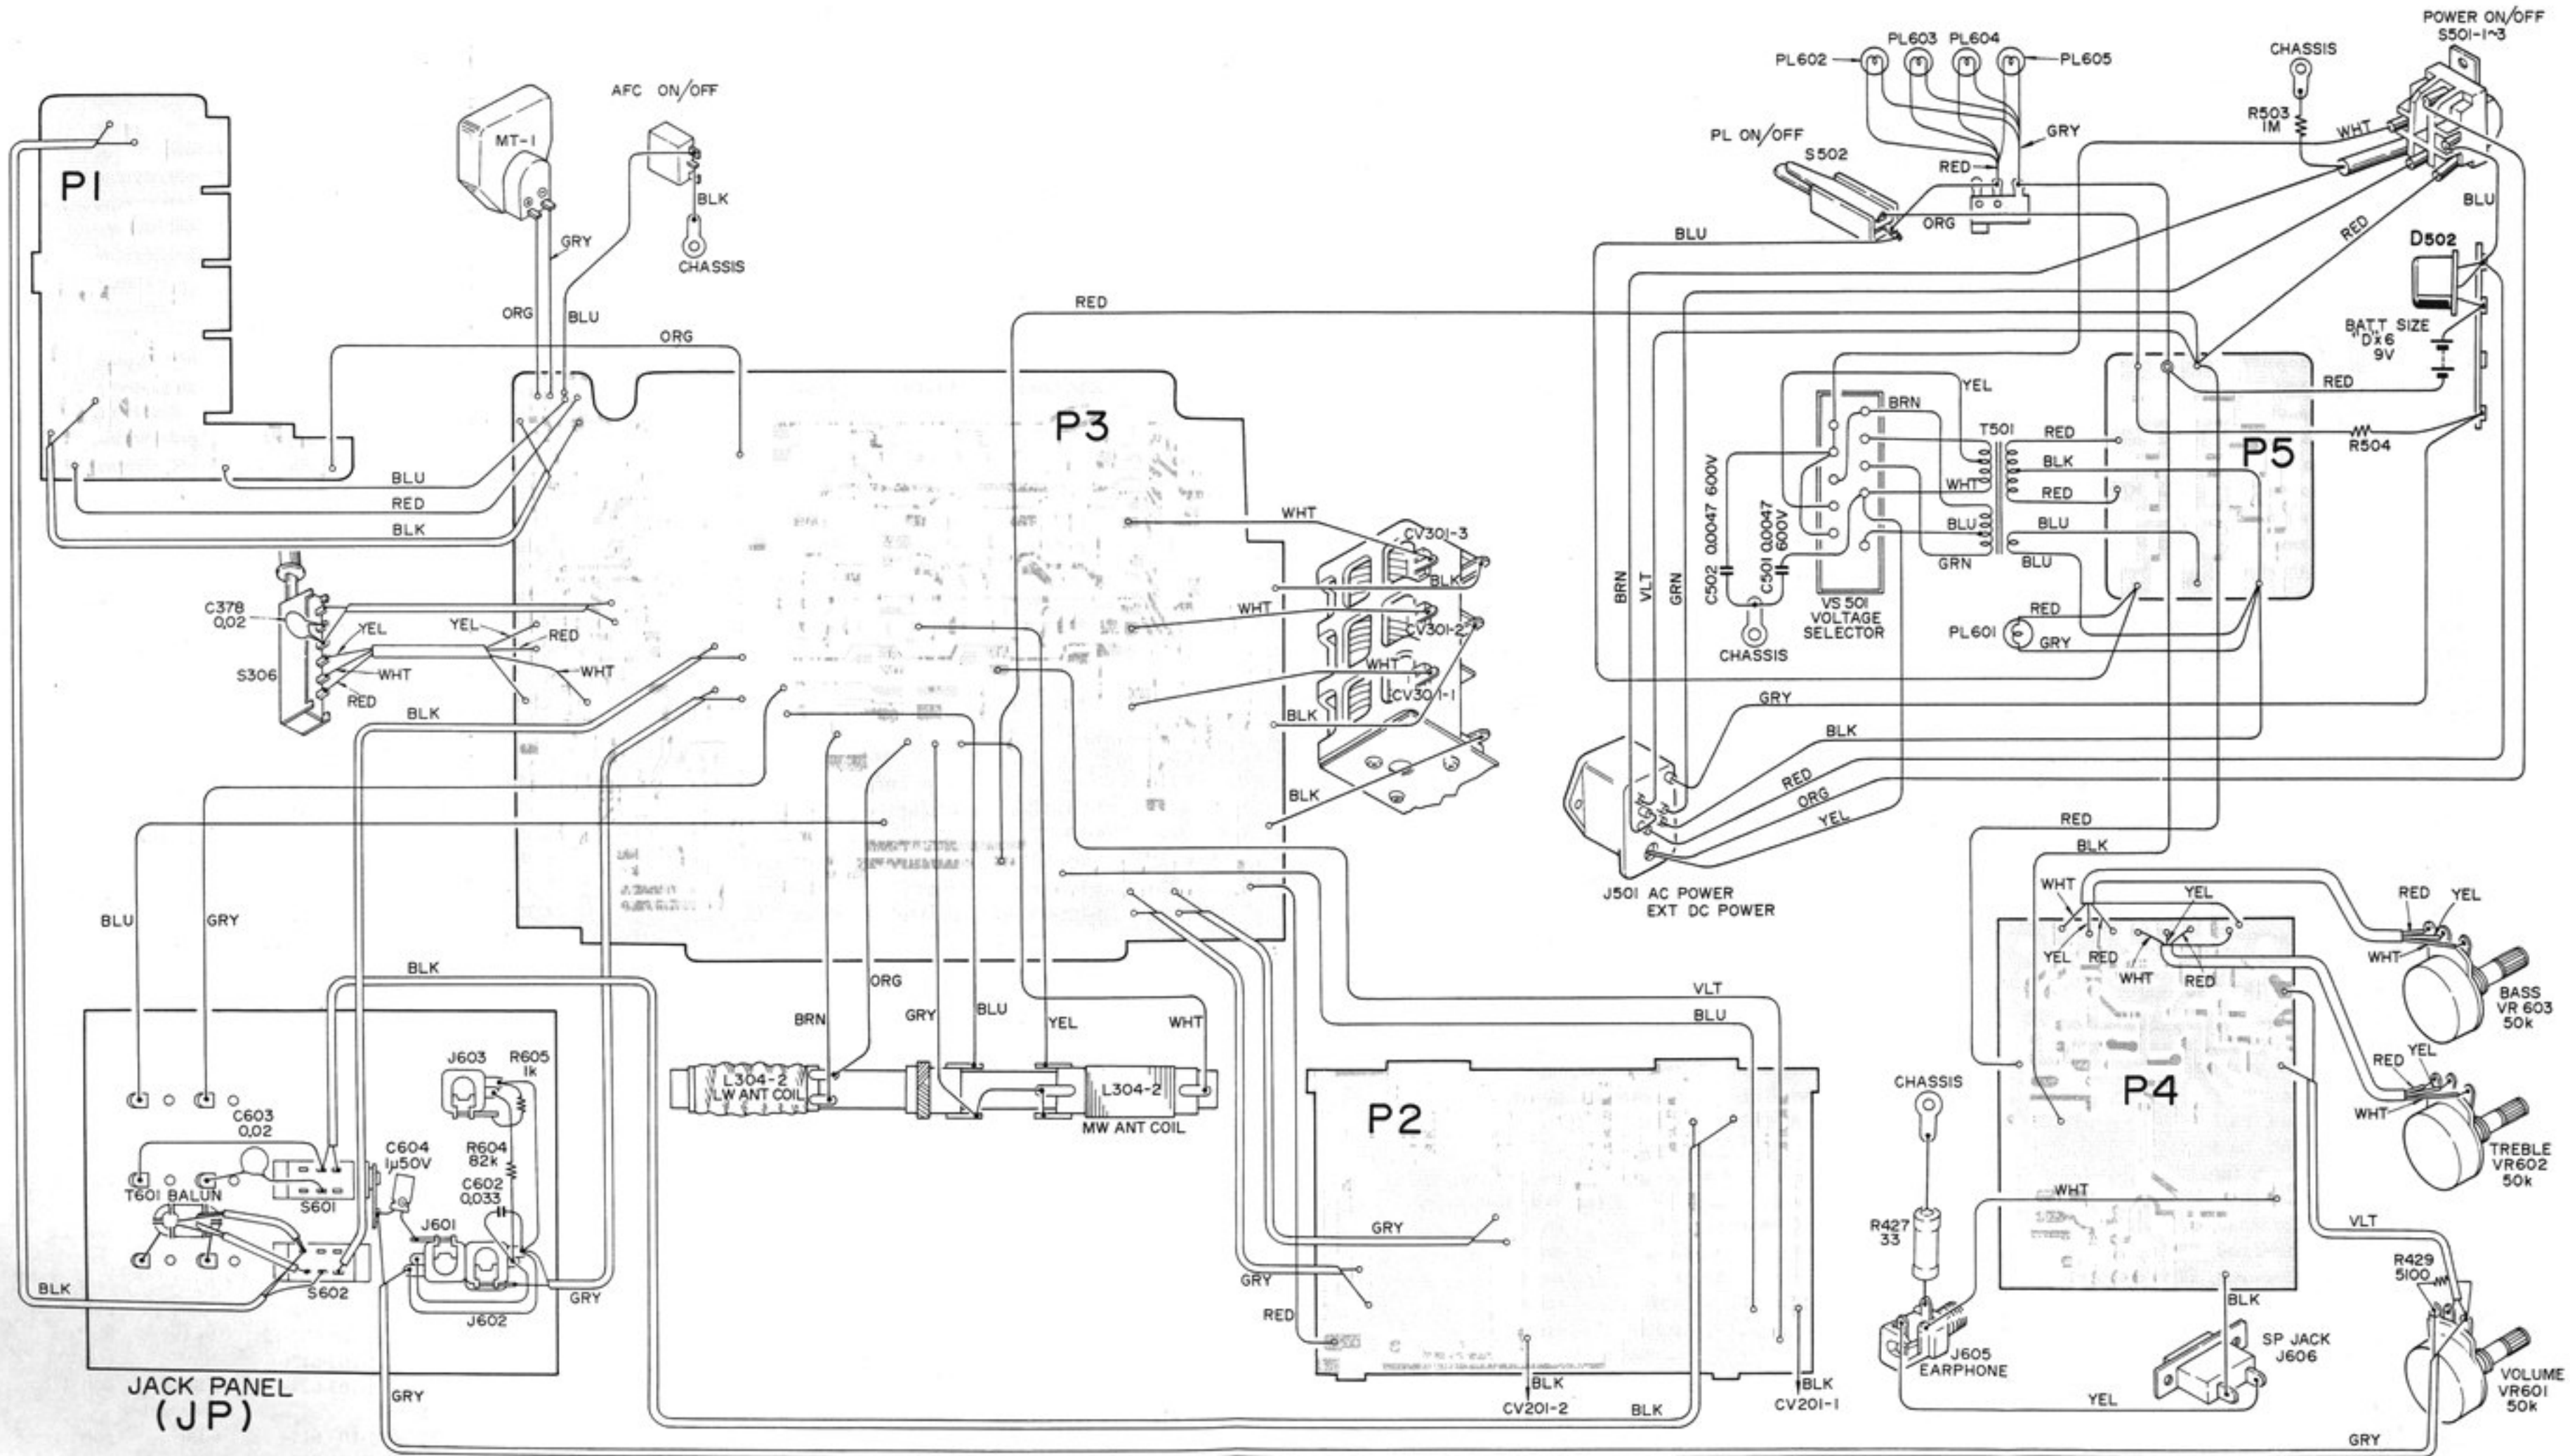 POWER ON/OFF
S501-1~3
CHASSIS
PL603 PL604
PL602
PL605
R503
1M
WHT
GRY
RED
PL ON/OFF
S502
ORG
BLU
BLU
RED
D502
BATT SIZE
"D"x6
9V
RED
AFC ON/OFF
MT-1
BLK
CHASSIS
GRY
ORG
BLU
P1
ORG
RED
P3
BLU
RED
BLK
YEL
BRN
T501
RED
BLK
RED
WHT
BLU
BLU
GRN
BLU
P5
R504
C502 0.0047 600V
C501 0.0047
600V
BRN
VLT
GRN
VS 501
VOLTAGE
SELECTOR
CHASSIS
RED
PL601
GRY
WHT
CV301-3
BLK
WHT
CV301-2
WHT
CV301-1
BLK
BLK
C378
0.02
YEL
YEL
RED
S306
WHT
WHT
RED
BLK
GRY
BLK
RED
ORG
YEL
J501 AC POWER
EXT DC POWER
RED
BLK
WHT
YEL
RED
YEL
YEL
RED
WHT
RED
WHT
BASS
VR 603
50k
P4
RED
YEL
WHT
TREBLE
VR602
50k
BLU
GRY
BLK
ORG
BRN
GRY
BLU
YEL
WHT
VLT
BLU
L304-2
LW ANT COIL
L304-2
MW ANT COIL
P2
J603
R605
1k
C603
0.02
C604
1μ50V
R604
82k
C602
0.033
T601 BALUN
S601
J601
S602
J602
GRY
BLK
JACK PANEL
(JP)
GRY
GRY
GRY
RED
BLK
CV201-2
BLK
BLK
CV201-1
CHASSIS
R427
33
WHT
VLT
R429
5100
BLK
J605
EARPHONE
SP JACK
J606
YEL
VOLUME
VR601
50k
GRY